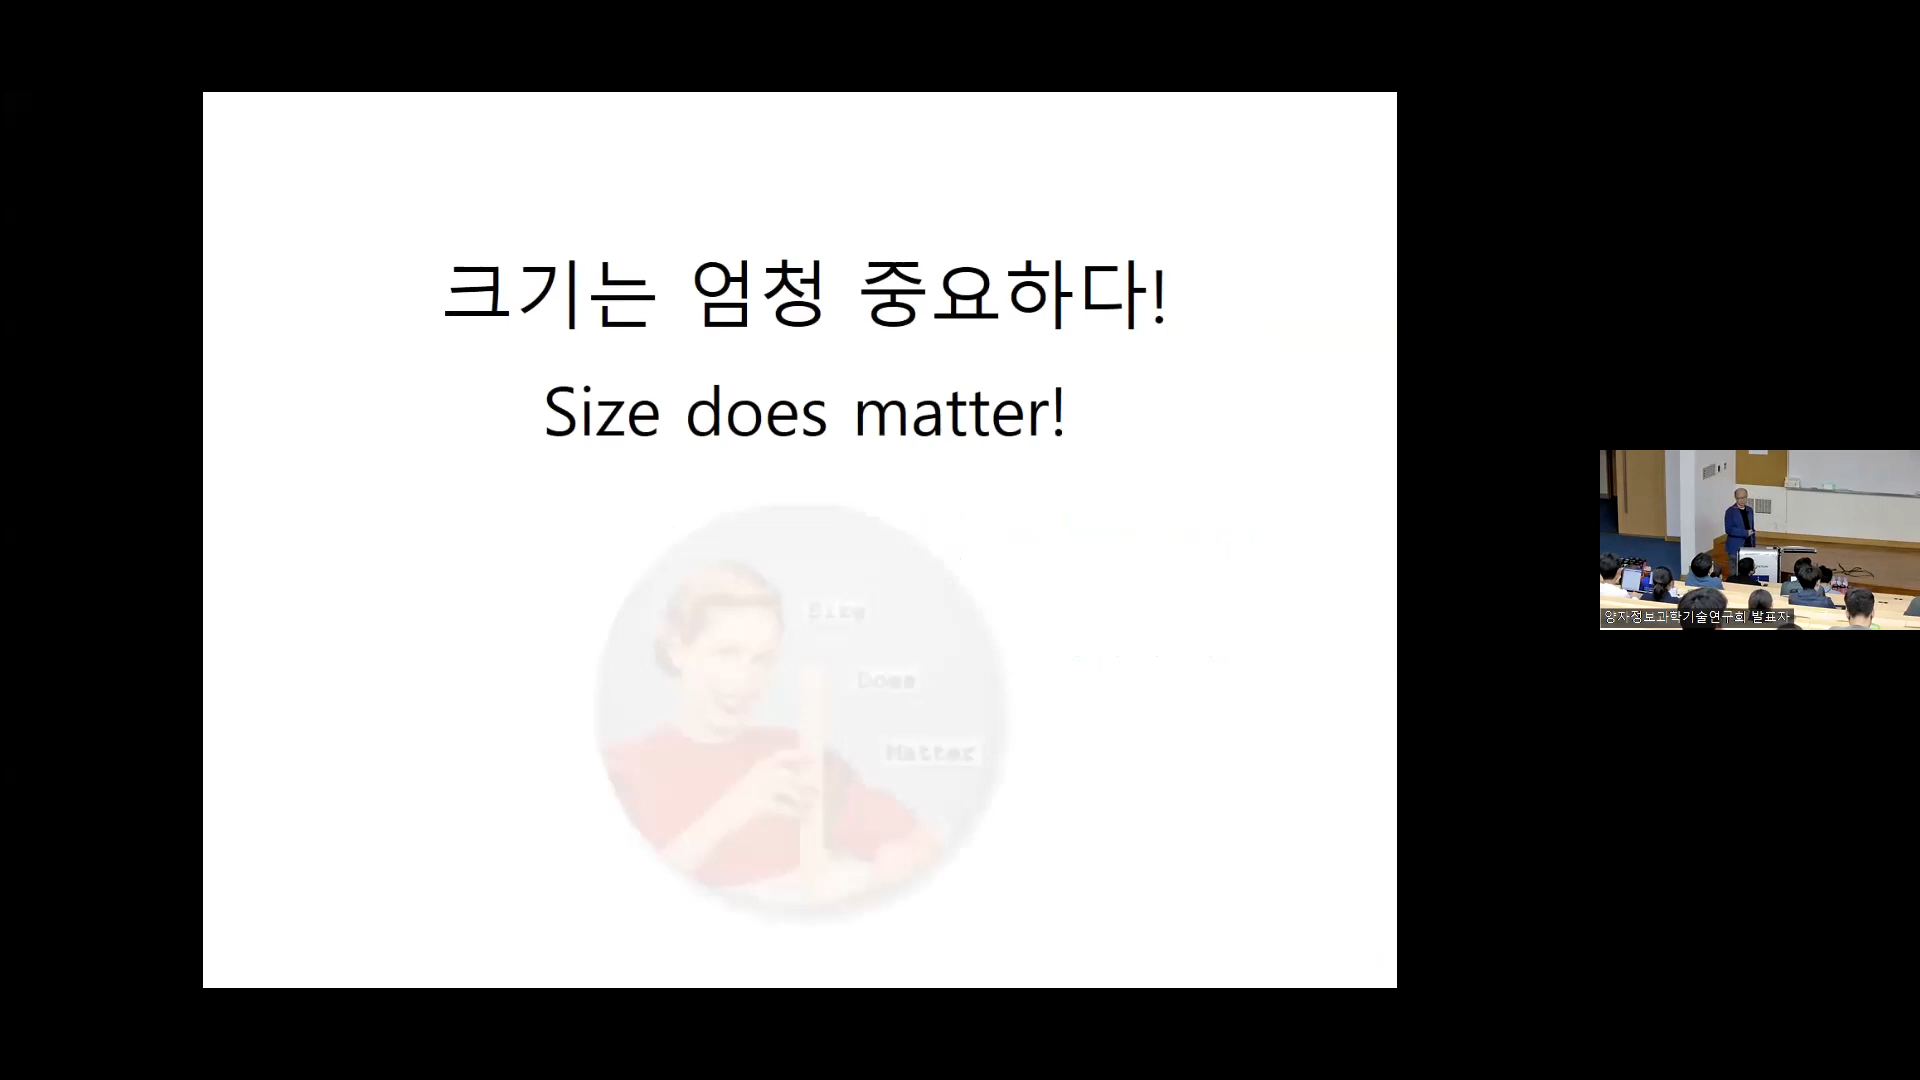 크기는 엄청 중요하다!
Size does matter!
Size
Does
Matter
양자정보과학기술연구회 발표자